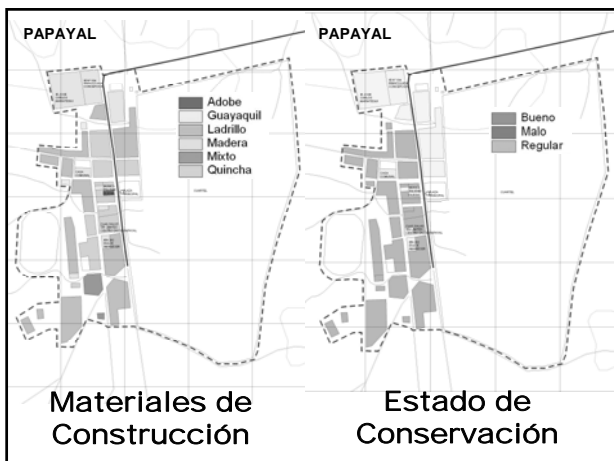 PAPAYAL
Adobe
Guayaquil
Ladrillo
Madera
Mixto
Quincha
Materiales de
Construcción
PAPAYAL
Bueno
Malo
Regular
Estado de
Conservación